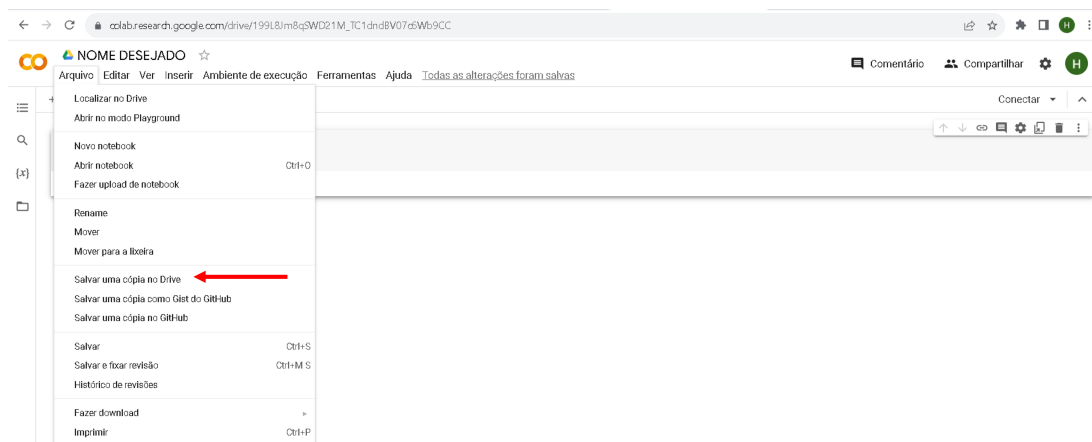 colab.research.google.com/drive/199L8Jm8qSWD21M_TC1dndBV07c6Wb9CC
H
CO
NOME DESEJADO
Arquivo Editar Ver Inserir Ambiente de execução Ferramentas Ajuda Todas as alterações foram salvas
Comentário Compartilhar H
Localizar no Drive
Conectar
Abrir no modo Playground
Novo notebook
Abrir notebook Ctrl+O
{x}
Fazer upload de notebook
Rename
Mover
Mover para a lixeira
Salvar uma cópia no Drive
Salvar uma cópia como Gist do GitHub
Salvar uma cópia no GitHub
Salvar Ctrl+S
Salvar e fixar revisão Ctrl+M S
Histórico de revisões
Fazer download
Imprimir Ctrl+P